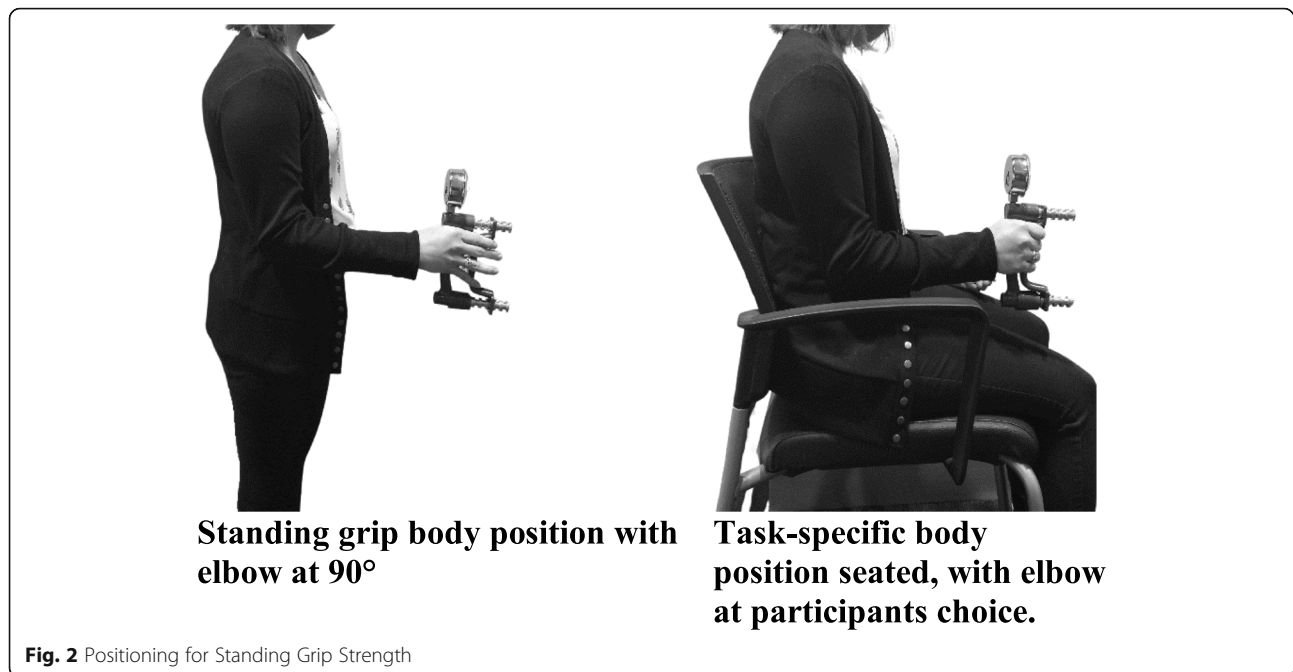 Standing grip body position with
elbow at 90°
Task-specific body
position seated, with elbow
at participants choice.
Fig. 2 Positioning for Standing Grip Strength